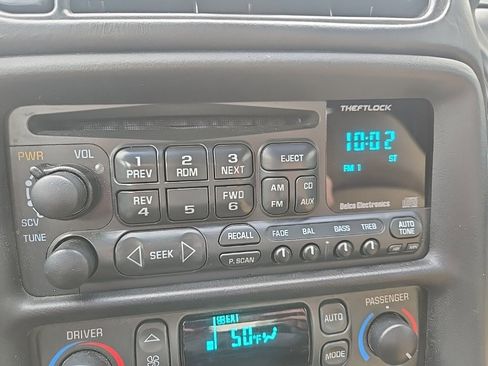 THEFTLOCK
PWR VOL
10:02
FM 1 ST
1 PREV 2 RDM 3 NEXT EJECT
REV 4 5 FWD 6 AM FM CD AUX
SCV
TUNE
SEEK
RECALL FADE BAL BASS TREB AUTO TONE
P.SCAN
Delco Electronics
DRIVER
EXT
50°F
AUTO
MODE
PASSENGER